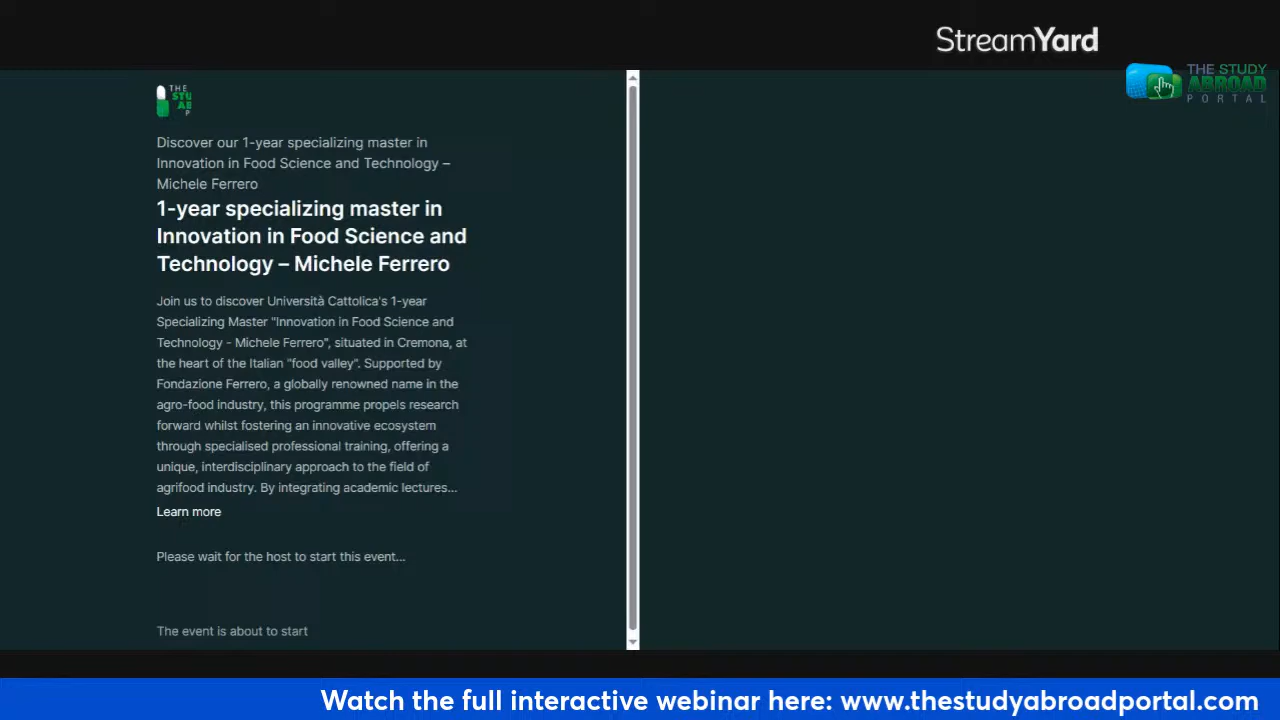 StreamYard
THE STUDY
ABROAD
PORTAL
THE
STU
AB
P
Discover our 1-year specializing master in
Innovation in Food Science and Technology –
Michele Ferrero
1-year specializing master in
Innovation in Food Science and
Technology – Michele Ferrero
Join us to discover Università Cattolica's 1-year
Specializing Master "Innovation in Food Science and
Technology - Michele Ferrero", situated in Cremona, at
the heart of the Italian "food valley". Supported by
Fondazione Ferrero, a globally renowned name in the
agro-food industry, this programme propels research
forward whilst fostering an innovative ecosystem
through specialised professional training, offering a
unique, interdisciplinary approach to the field of
agrifood industry. By integrating academic lectures...
Learn more
Please wait for the host to start this event...
The event is about to start
Watch the full interactive webinar here: www.thestudyabroadportal.com